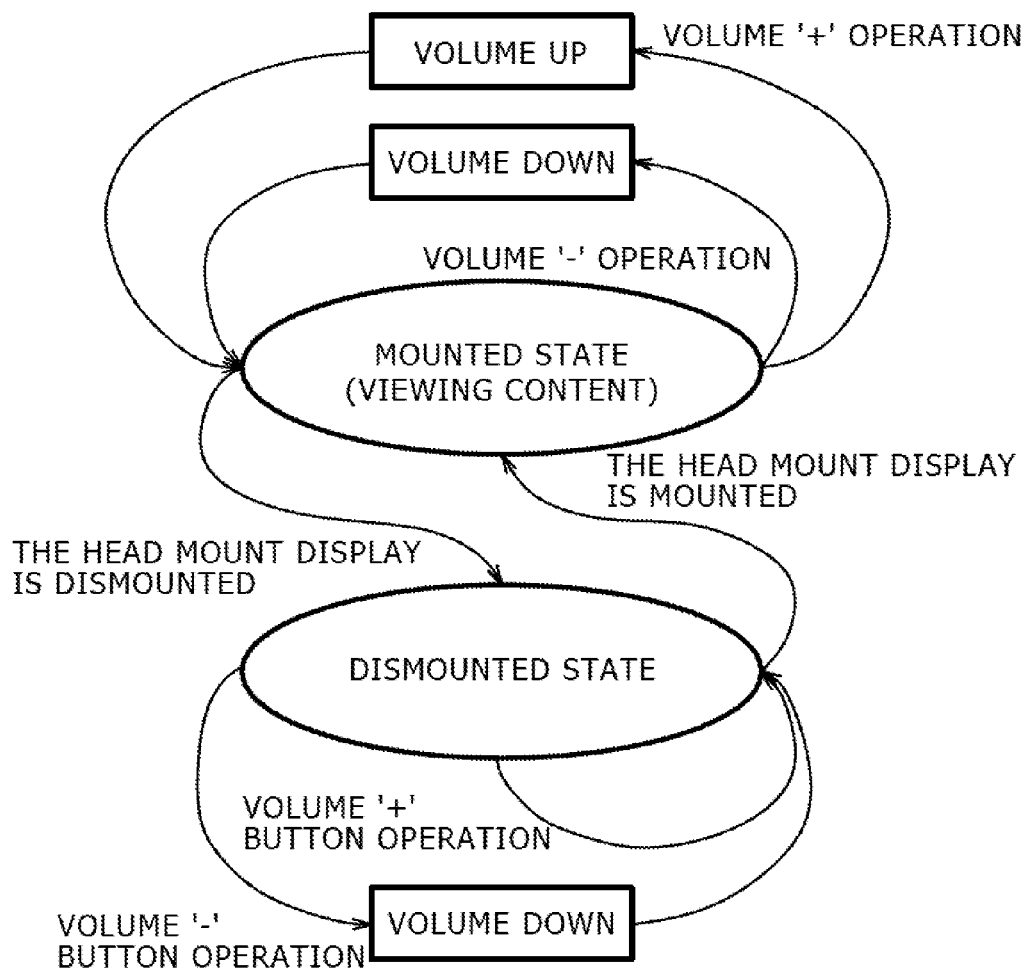 VOLUME UP
VOLUME '+' OPERATION
VOLUME DOWN
VOLUME '-' OPERATION
MOUNTED STATE
(VIEWING CONTENT)
THE HEAD MOUNT DISPLAY
IS MOUNTED
THE HEAD MOUNT DISPLAY
IS DISMOUNTED
DISMOUNTED STATE
VOLUME '+'
BUTTON OPERATION
VOLUME DOWN
VOLUME '-'
BUTTON OPERATION